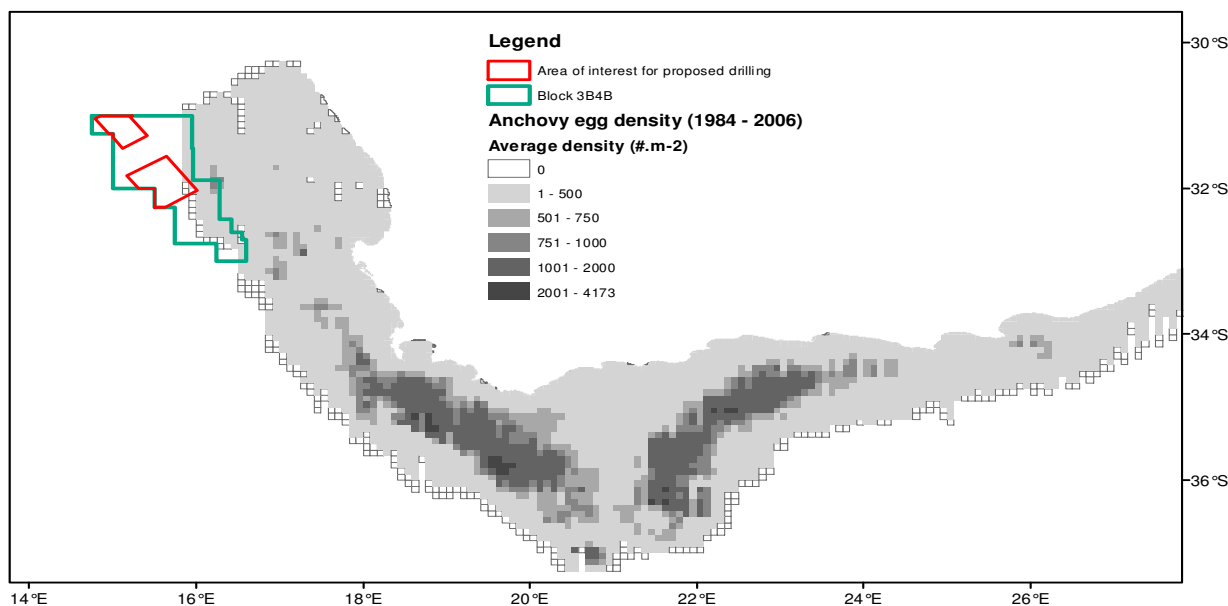 Legend
Area of interest for proposed drilling
Block 3B4B
Anchovy egg density (1984 - 2006)
Average density (#.m-2)
0
1 - 500
501 - 750
751 - 1000
1001 - 2000
2001 - 4173
30°S
32°S
34°S
36°S
14°E
16°E
18°E
20°E
22°E
24°E
26°E